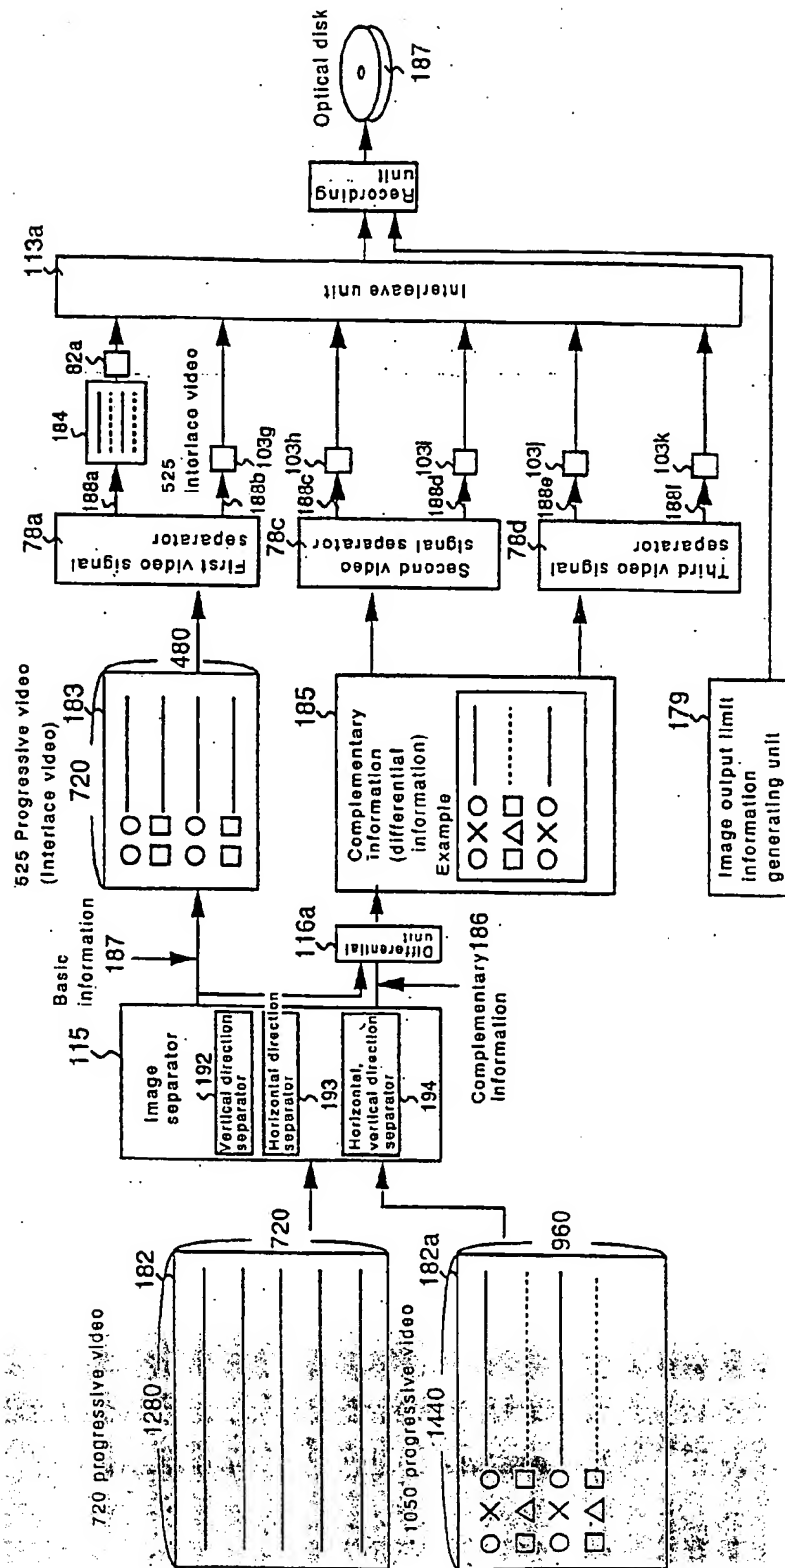 720 progressive video
1280
182
720
1050 progressive video
1440
182a
960
115
Image
separator
192
Vertical direction
separator
Horizontal direction
separator
193
Horizontal,
vertical direction
separator
194
Basic
information
187
Complementary186
information
116a
Differential
unit
525 Progressive video
(Interlace video)
720
183
480
185
Complementary
information
(differential
information)
Example
179
Image output limit
information
generating unit
78a
First video signal
separator
188a
184
82a
525
Intorlace video
188b
103g
78c
Second video
signal separator
188c
103h
188d
103i
78d
Third video signal
separator
188e
103j
188f
103k
113a
Interleave unit
Recording
unit
Optical disk
187